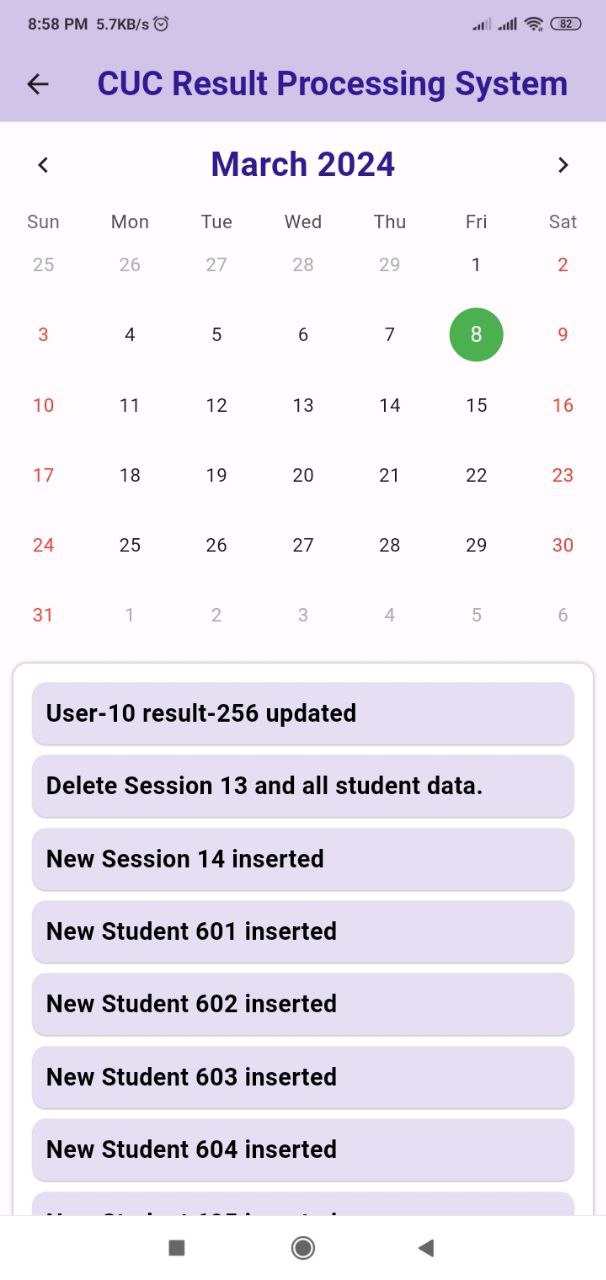 8:58 PM 5.7KB/s 82
CUC Result Processing System
March 2024
Sun Mon Tue Wed Thu Fri Sat
25 26 27 28 29 1 2
3 4 5 6 7 8 9
10 11 12 13 14 15 16
17 18 19 20 21 22 23
24 25 26 27 28 29 30
31 1 2 3 4 5 6
User-10 result-256 updated
Delete Session 13 and all student data.
New Session 14 inserted
New Student 601 inserted
New Student 602 inserted
New Student 603 inserted
New Student 604 inserted